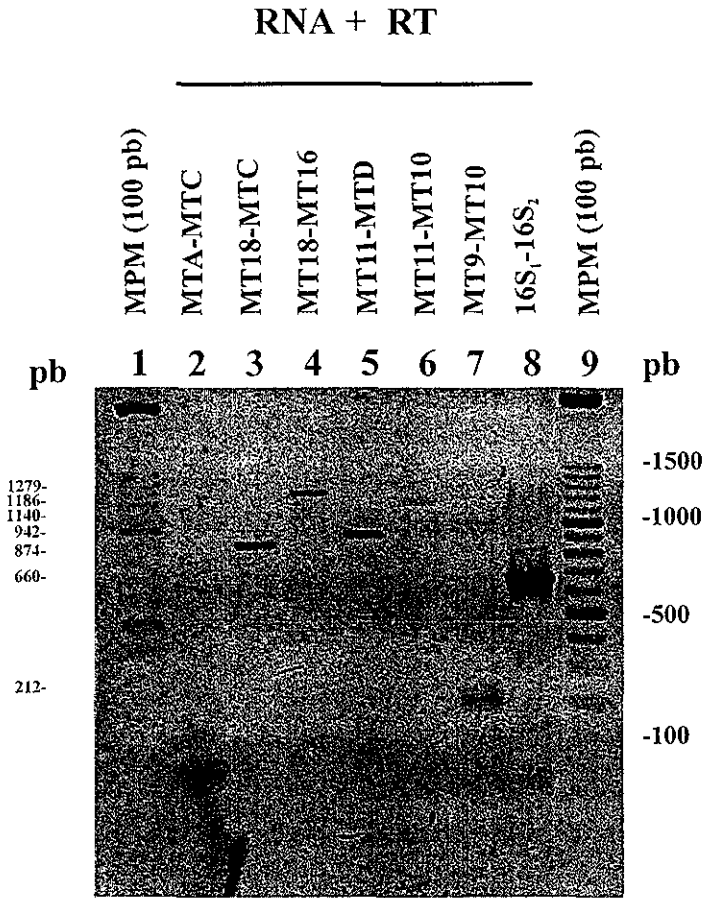 RNA + RT
MPM (100 pb)
MTA-MTC
MT18-MTC
MT18-MT16
MT11-MTD
MT11-MT10
MT9-MT10
16S₁-16S₂
MPM (100 pb)
pb 1 2 3 4 5 6 7 8 9 pb
-1500
1279-
1186-
1140-
-1000
942-
874-
660-
-500
212-
-100